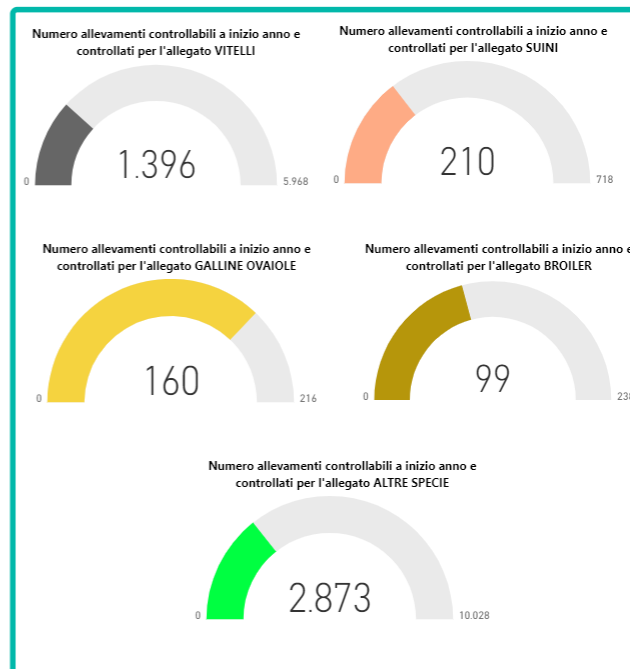 Numero allevamenti controllabili a inizio anno e
controllati per l'allegato VITELLI
1.396
0
5.968
Numero allevamenti controllabili a inizio anno e
controllati per l'allegato SUINI
210
0
718
Numero allevamenti controllabili a inizio anno e
controllati per l'allegato GALLINE OVAIOLE
160
0
216
Numero allevamenti controllabili a inizio anno e
controllati per l'allegato BROILER
99
0
238
Numero allevamenti controllabili a inizio anno e
controllati per l'allegato ALTRE SPECIE
2.873
0
10.028